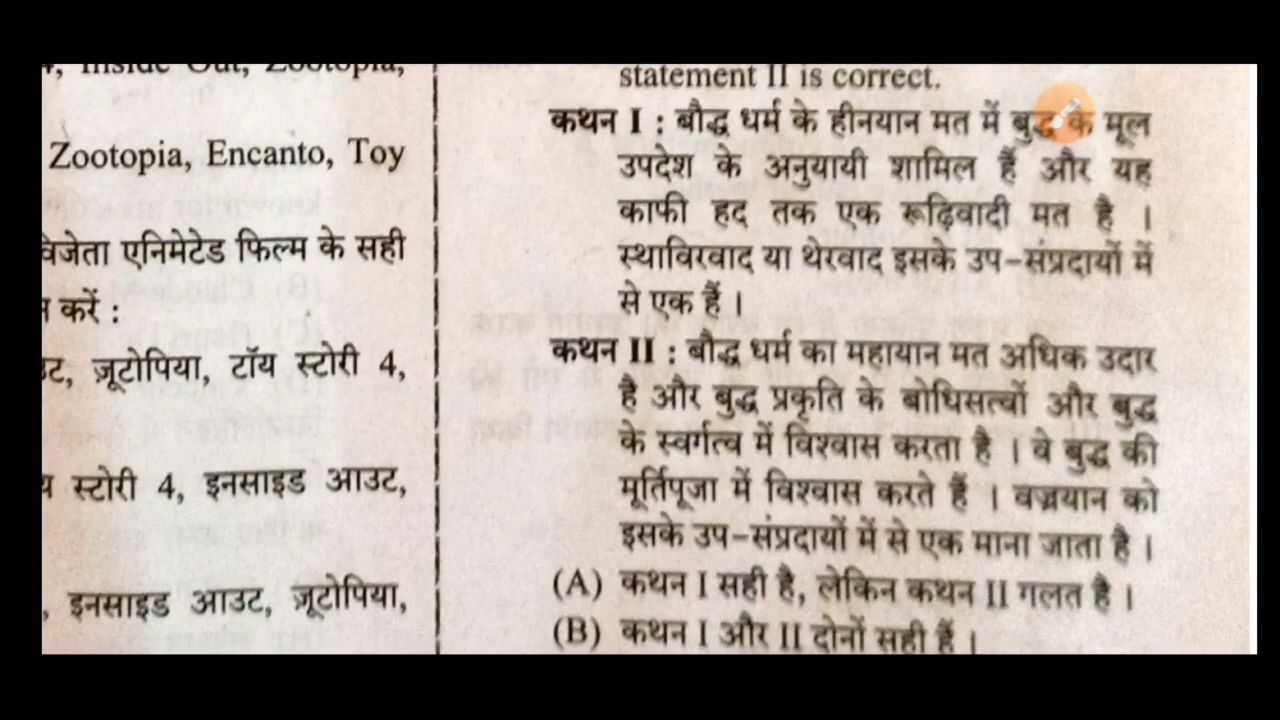 4, Inside Out, Zootopia,
Zootopia, Encanto, Toy
विजेता एनिमेटेड फिल्म के सही
करें :
ज़ूटोपिया, टॉय स्टोरी 4,
स्टोरी 4, इनसाइड आउट,
, इनसाइड आउट, ज़ूटोपिया,
statement II is correct.
कथन I : बौद्ध धर्म के हीनयान मत में बुद्ध के मूल
उपदेश के अनुयायी शामिल हैं और यह
काफी हद तक एक रूढ़िवादी मत है ।
स्थाविरवाद या थेरवाद इसके उप-संप्रदायों में
से एक हैं ।
कथन II : बौद्ध धर्म का महायान मत अधिक उदार
है और बुद्ध प्रकृति के बोधिसत्वों और बुद्ध
के स्वर्गत्व में विश्वास करता है । वे बुद्ध की
मूर्तिपूजा में विश्वास करते हैं । वज्रयान को
इसके उप-संप्रदायों में से एक माना जाता है ।
(A) कथन I सही है, लेकिन कथन II गलत है ।
(B) कथन I और II दोनों सही हैं ।